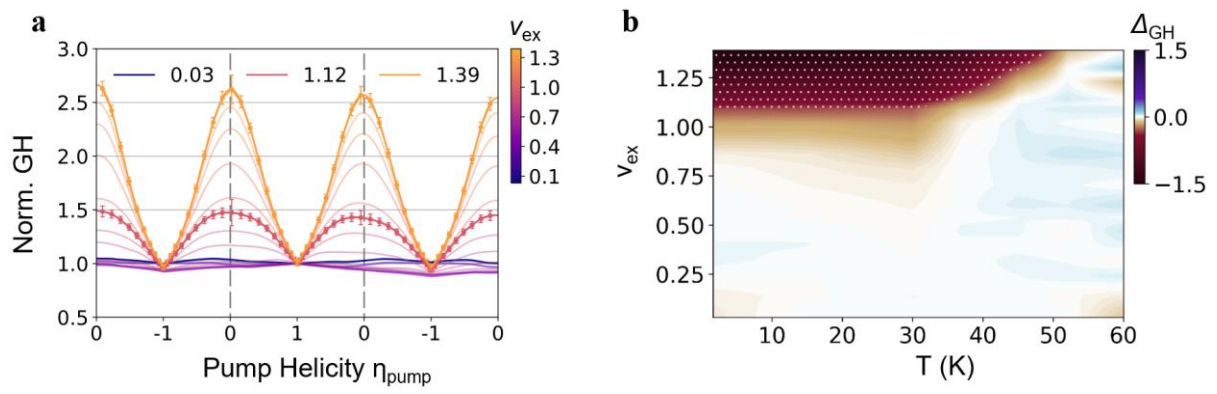 a
v_ex
3.0
2.5
2.0
1.5
1.0
0.5
Norm. GH
0.03 1.12 1.39
1.3
1.0
0.7
0.4
0.1
0 -1 0 1 0 -1 0
Pump Helicity η_pump
b
Δ_GH
1.25
1.00
0.75
0.50
0.25
v_ex
1.5
0.0
−1.5
10 20 30 40 50 60
T (K)